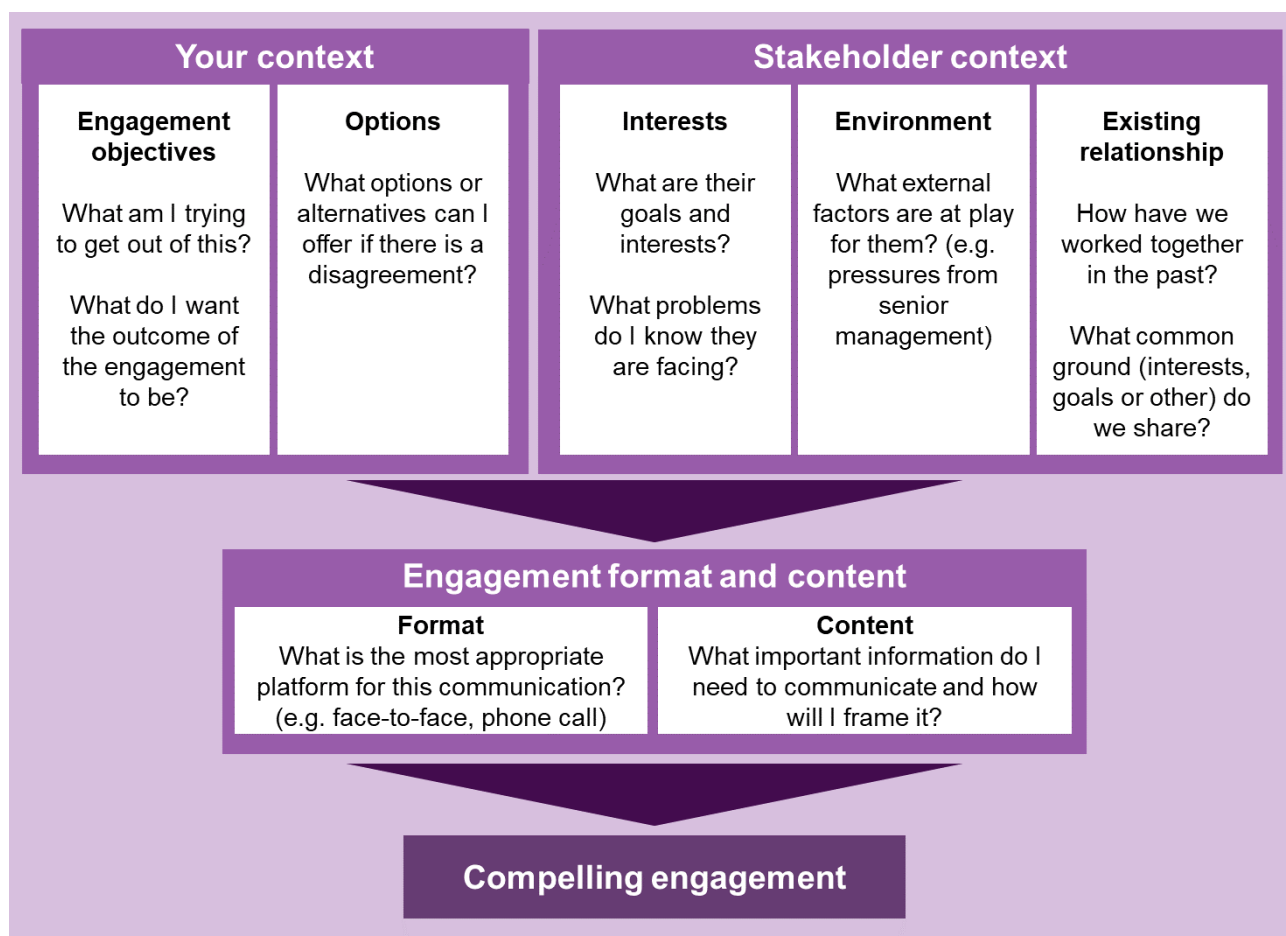 Your context
Engagement
objectives
What am I trying
to get out of this?
What do I want
the outcome of
the engagement
to be?
Options
What options or
alternatives can I
offer if there is a
disagreement?
Stakeholder context
Interests
What are their
goals and
interests?
What problems
do I know they
are facing?
Environment
What external
factors are at play
for them? (e.g.
pressures from
senior
management)
Existing
relationship
How have we
worked together
in the past?
What common
ground (interests,
goals or other) do
we share?
Engagement format and content
Format
What is the most appropriate
platform for this communication?
(e.g. face-to-face, phone call)
Content
What important information do I
need to communicate and how
will I frame it?
Compelling engagement